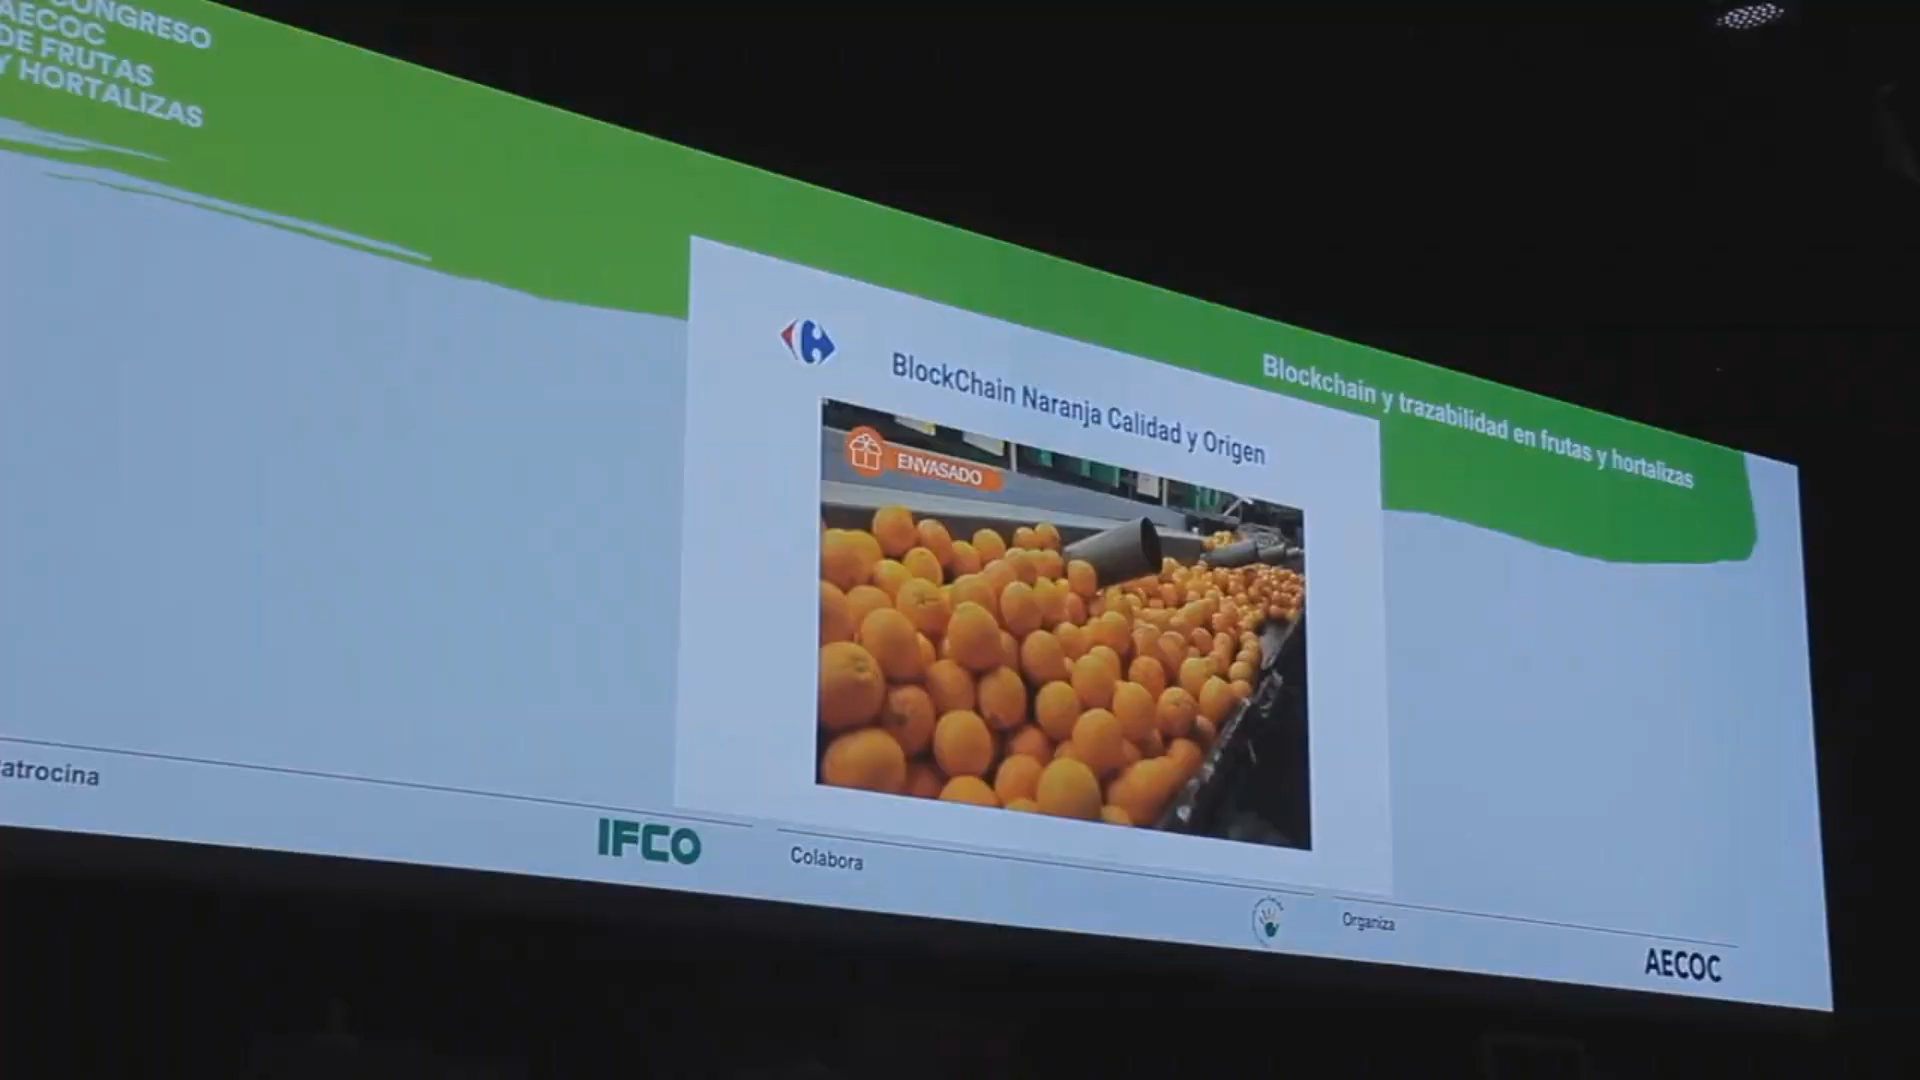 CONGRESO
AECOC
DE FRUTAS
Y HORTALIZAS
Blockchain y trazabilidad en frutas y hortalizas
BlockChain Naranja Calidad y Origen
ENVASADO
atrocina
IFCO
Colabora
Organiza
AECOC